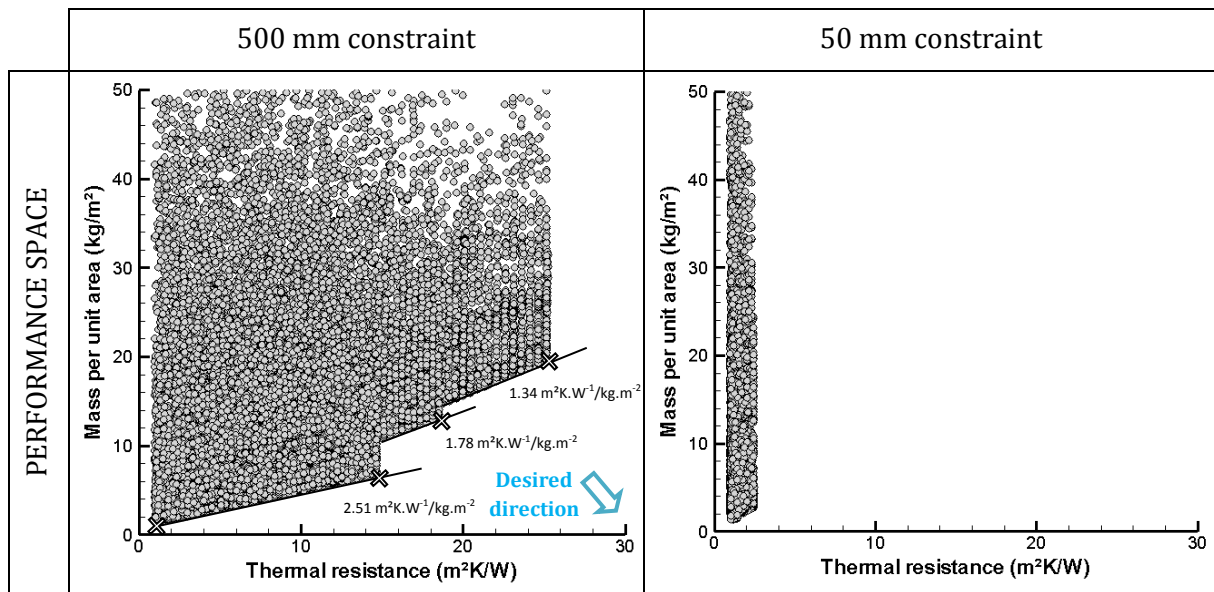 500 mm constraint
50 mm constraint
PERFORMANCE SPACE
50
40
30
20
10
0
Mass per unit area (kg/m²)
1.34 m²K.W⁻¹/kg.m⁻²
1.78 m²K.W⁻¹/kg.m⁻²
2.51 m²K.W⁻¹/kg.m⁻²
Desired
direction
0
10
20
30
Thermal resistance (m²K/W)
50
40
30
20
10
0
Mass per unit area (kg/m²)
0
10
20
30
Thermal resistance (m²K/W)